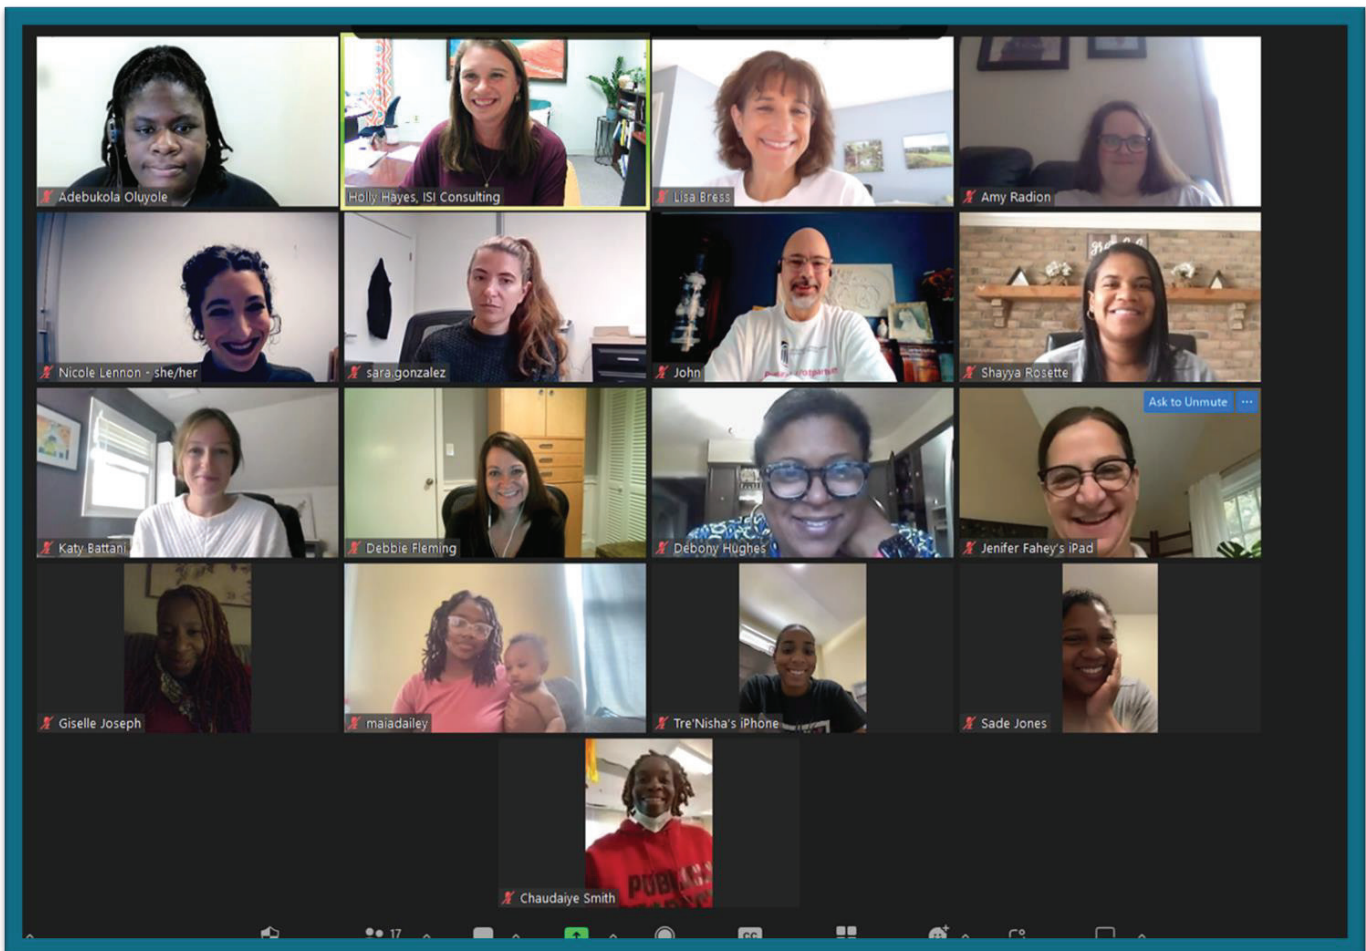 Adebukola Oluyole
Holly Hayes, ISI Consulting
Lisa Bress
Amy Radion
Nicole Lennon - she/her
sara.gonzalez
John
Shayya Rosette
Ask to Unmute ...
Katy Battani
Debbie Fleming
Debony Hughes
Jenifer Fahey's iPad
Giselle Joseph
maiadailey
Tre'Nisha's iPhone
Sade Jones
Chaudaiye Smith
17
CC